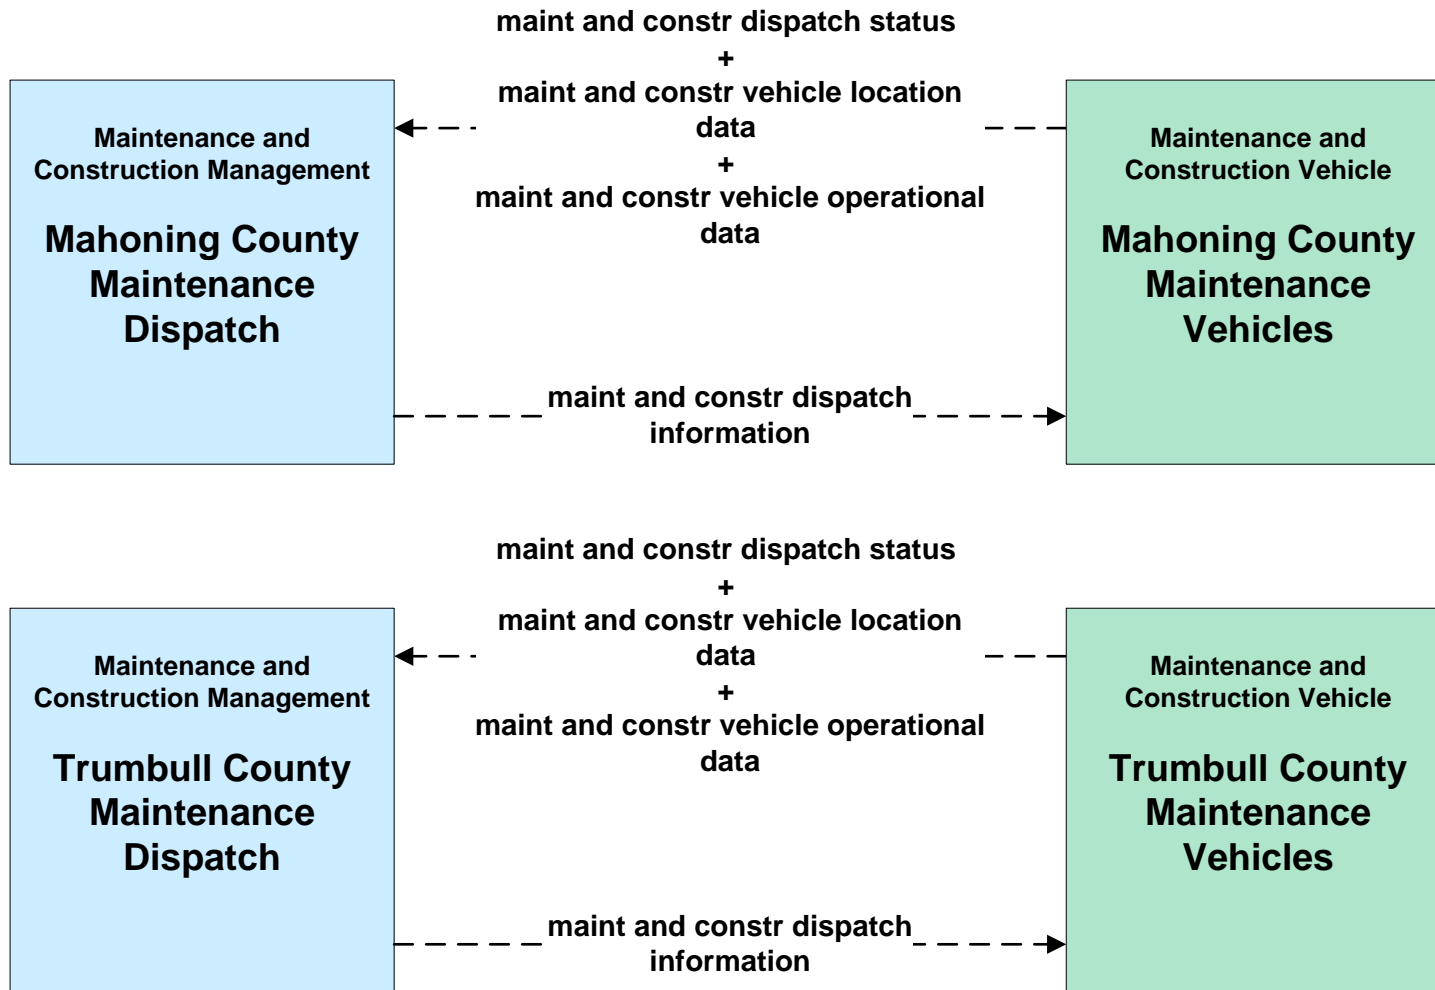 maint and constr dispatch status
+
maint and constr vehicle location
data
+
maint and constr vehicle operational
data
Maintenance and
Construction Management
Mahoning County
Maintenance
Dispatch
Maintenance and
Construction Vehicle
Mahoning County
Maintenance
Vehicles
maint and constr dispatch
information
maint and constr dispatch status
+
maint and constr vehicle location
data
+
maint and constr vehicle operational
data
Maintenance and
Construction Management
Trumbull County
Maintenance
Dispatch
Maintenance and
Construction Vehicle
Trumbull County
Maintenance
Vehicles
maint and constr dispatch
information